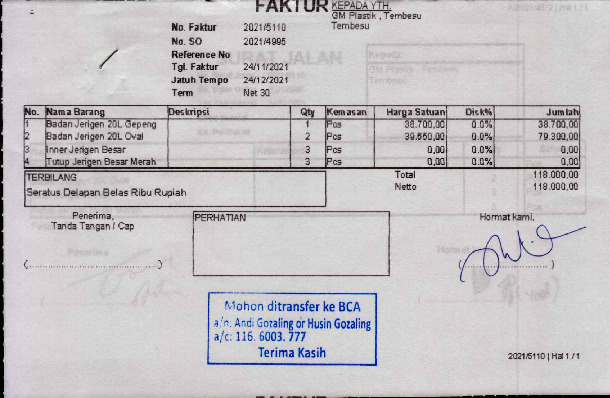 FAKTUR KEPADA YTH.
GM Plastik , Tembesu
Tembesu
No. Faktur 2021/5110
No. SO 2021/4995
Reference No
Tgl. Faktur 24/11/2021
Jatuh Tempo 24/12/2021
Term Net 30
No. Nama Barang Deskripsi Qty Kemasan Harga Satuan Disk% Jumlah
1 Badan Jerigen 20L Gepeng 1 Pcs 38.700,00 0.0% 38.700,00
2 Badan Jerigen 20L Oval 2 Pcs 39.650,00 0.0% 79.300,00
3 Inner Jerigen Besar 3 Pcs 0,00 0.0% 0,00
4 Tutup Jerigen Besar Merah 3 Pcs 0,00 0.0% 0,00
TERBILANG
Seratus Delapan Belas Ribu Rupiah
Total 118.000,00
Netto 118.000,00
Penerima,
Tanda Tangan / Cap
PERHATIAN
Hormat kami,
(..............................)
(..............................)
Mohon ditransfer ke BCA
a/n: Andi Gozaling or Husin Gozaling
a/c: 116. 6003. 777
Terima Kasih
2021/5110 | Hal 1 / 1